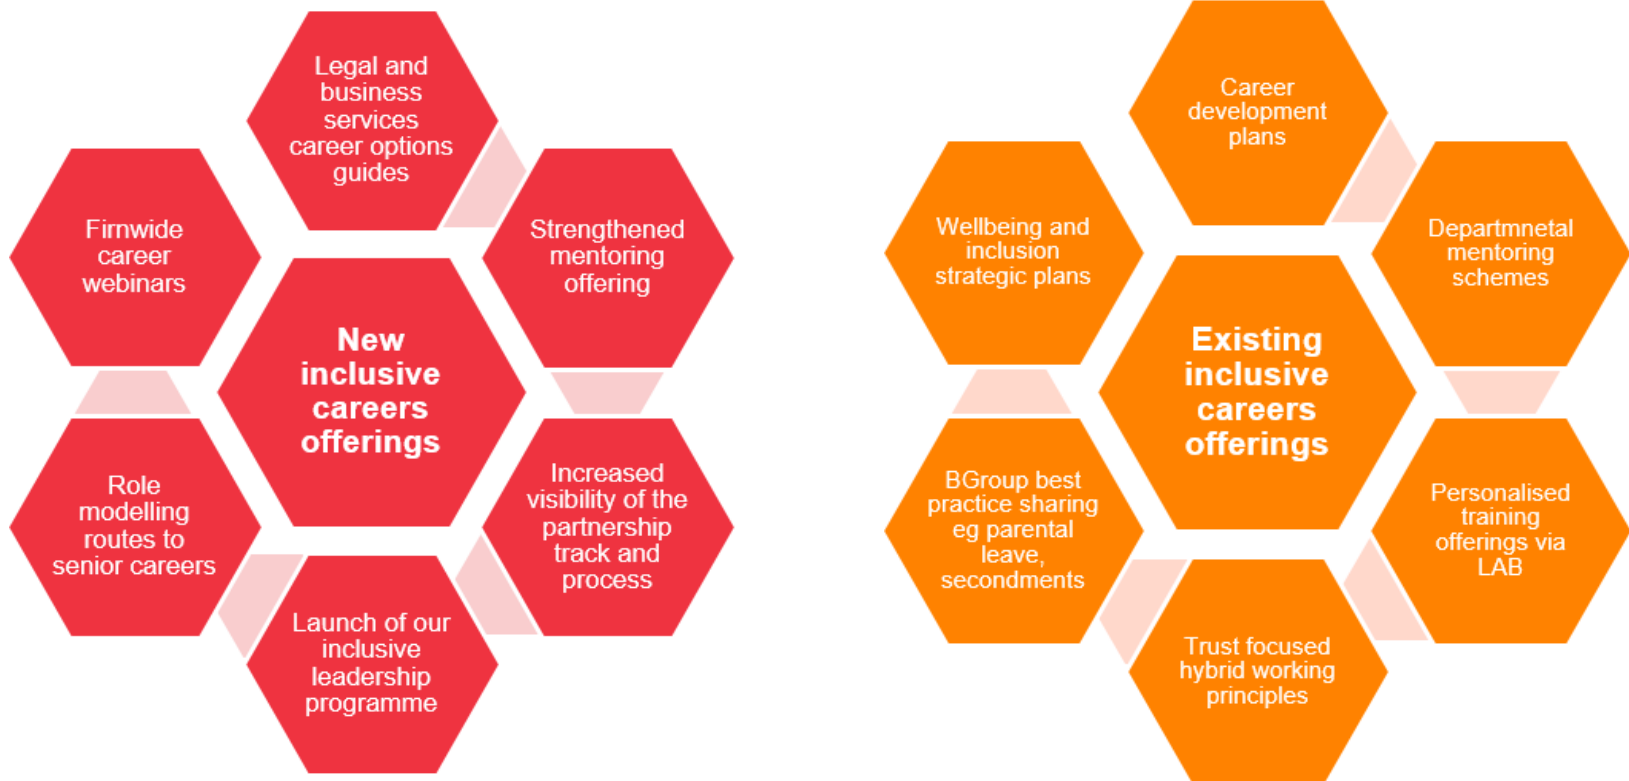 Legal and
business
services
career options
guides
Strengthened
mentoring
offering
Increased
visibility of the
partnership
track and
process
Launch of our
inclusive
leadership
programme
Role
modelling
routes to
senior careers
Firnwide
career
webinars
New
inclusive
careers
offerings
Career
development
plans
Departmnetal
mentoring
schemes
Personalised
training
offerings via
LAB
Trust focused
hybrid working
principles
BGroup best
practice sharing
eg parental
leave,
secondments
Wellbeing and
inclusion
strategic plans
Existing
inclusive
careers
offerings